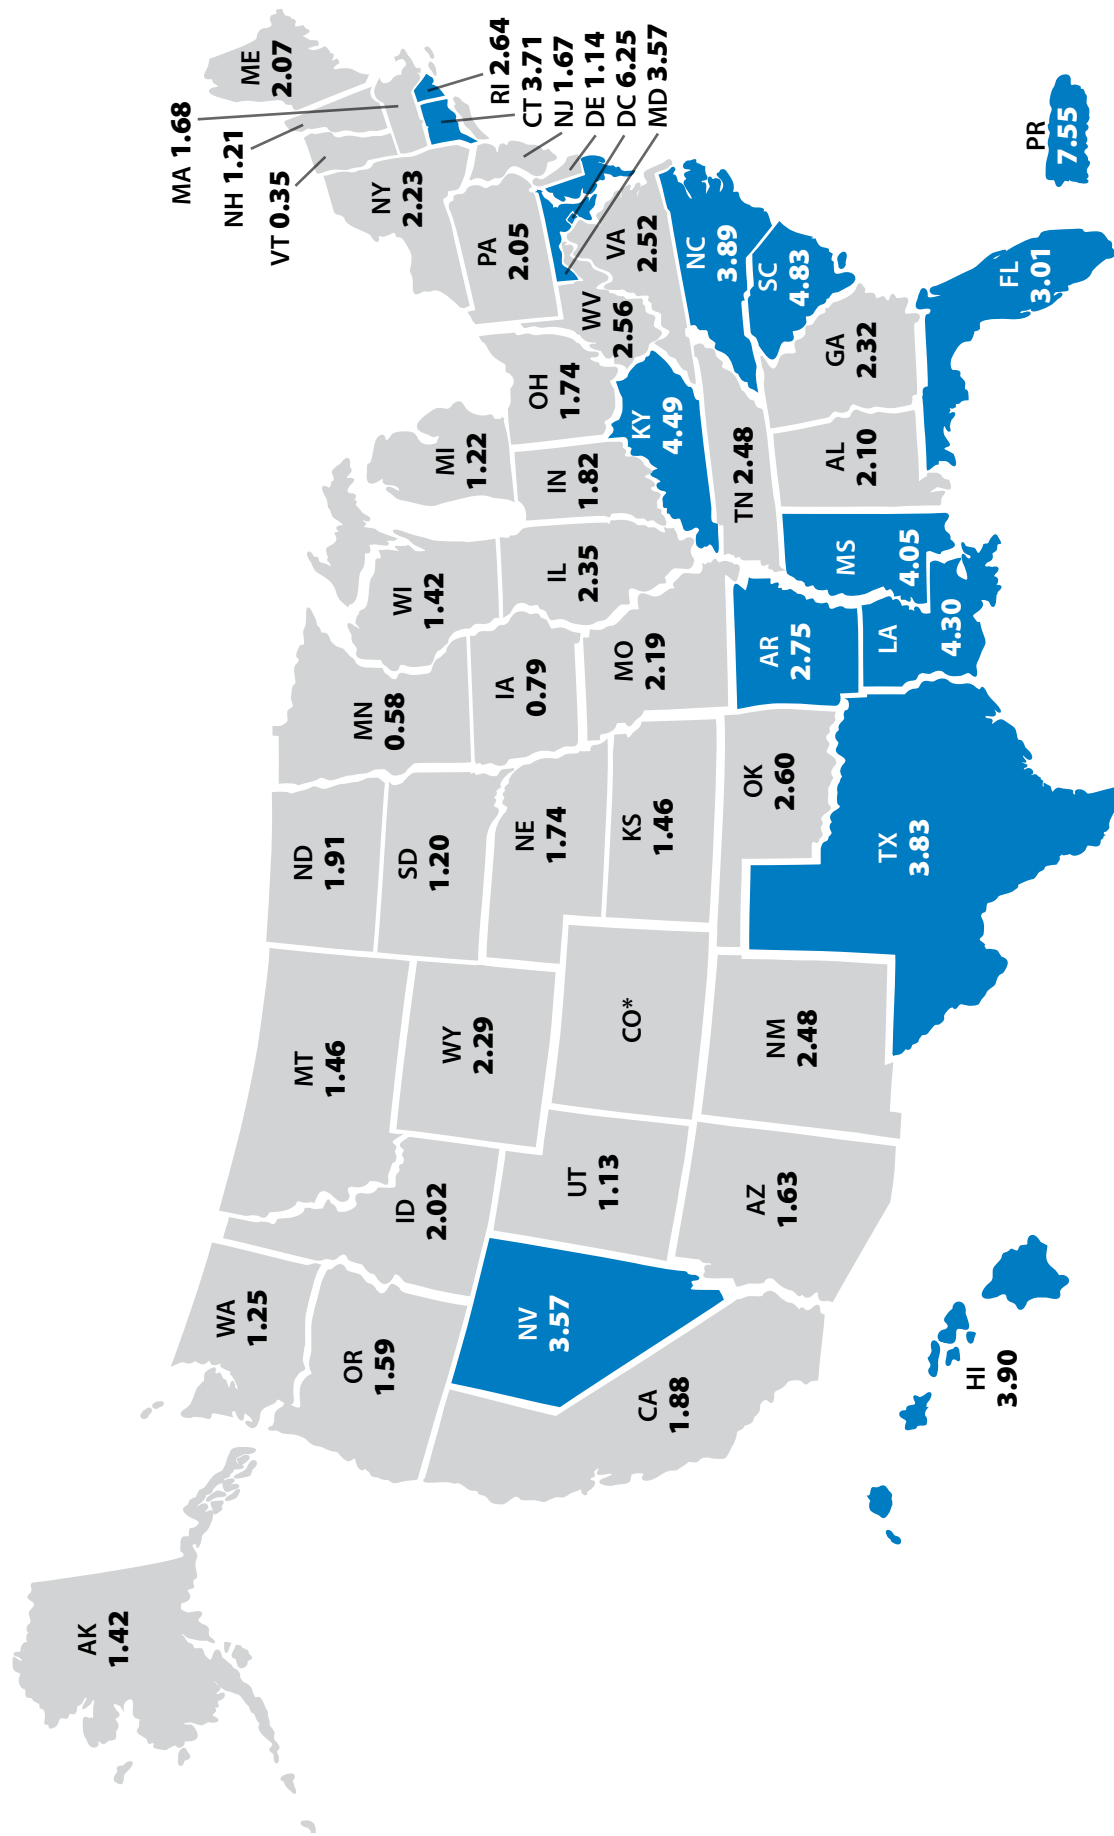 AK
1.42
WA
1.25
OR
1.59
CA
1.88
NV
3.57
ID
2.02
MT
1.46
WY
2.29
UT
1.13
AZ
1.63
CO*
NM
2.48
ND
1.91
SD
1.20
NE
1.74
KS
1.46
OK
2.60
TX
3.83
MN
0.58
IA
0.79
MO
2.19
AR
2.75
LA
4.30
WI
1.42
IL
2.35
MS
4.05
MI
1.22
IN
1.82
OH
1.74
KY
4.49
TN 2.48
AL
2.10
GA
2.32
FL
3.01
SC
4.83
NC
3.89
VA
2.52
WV
2.56
PA
2.05
NY
2.23
ME
2.07
MA 1.68
NH 1.21
VT 0.35
RI 2.64
CT 3.71
NJ 1.67
DE 1.14
DC 6.25
MD 3.57
HI
3.90
PR
7.55